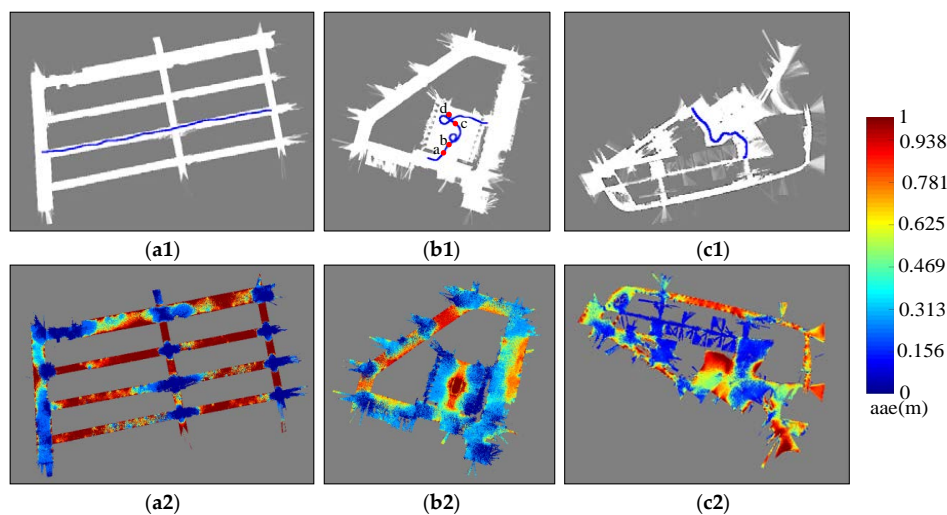 d
c
b
a
(a1)
(b1)
(c1)
1
0.938
0.781
0.625
0.469
0.313
0.156
0
aae(m)
(a2)
(b2)
(c2)